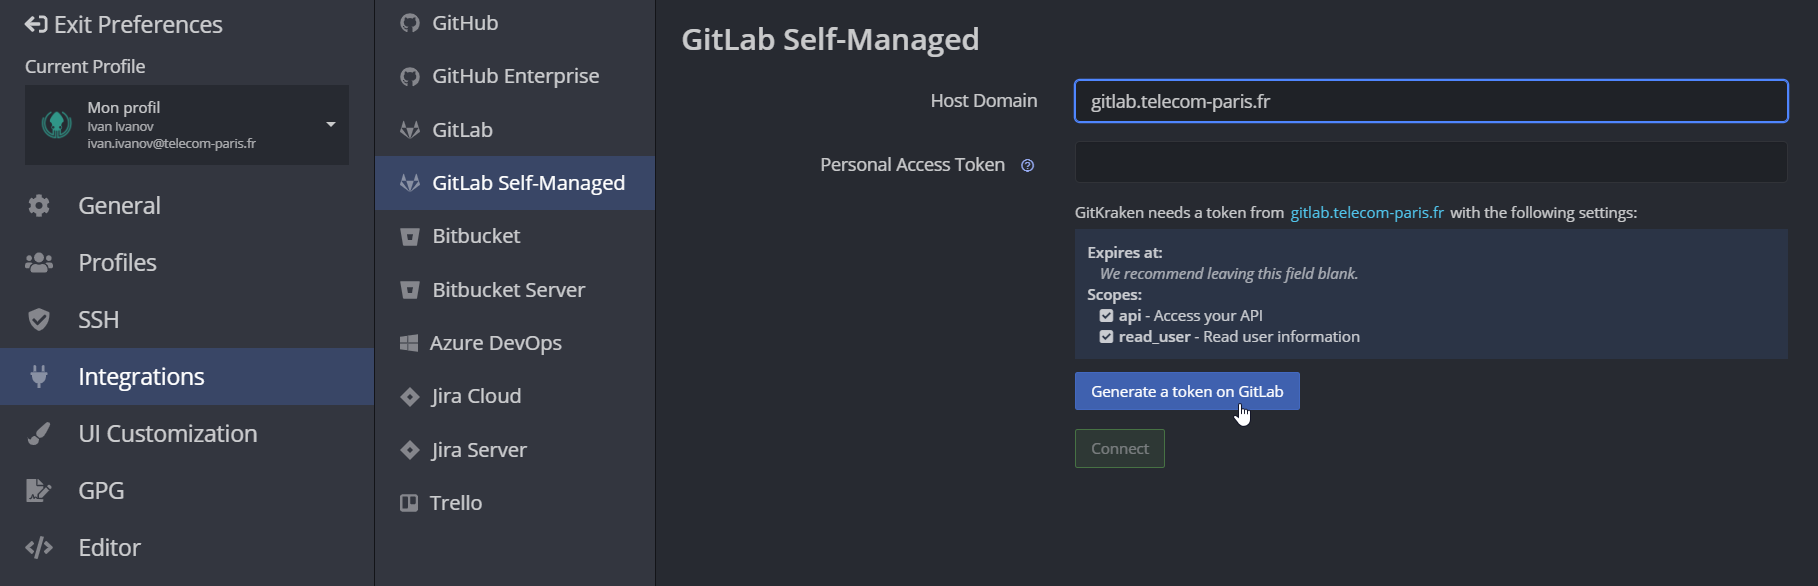 Exit Preferences
Current Profile
Mon profil
Ivan Ivanov
ivan.ivanov@telecom-paris.fr
General
Profiles
SSH
Integrations
UI Customization
GPG
Editor
GitHub
GitHub Enterprise
GitLab
GitLab Self-Managed
Bitbucket
Bitbucket Server
Azure DevOps
Jira Cloud
Jira Server
Trello
GitLab Self-Managed
Host Domain
gitlab.telecom-paris.fr
Personal Access Token
GitKraken needs a token from gitlab.telecom-paris.fr with the following settings:
Expires at:
We recommend leaving this field blank.
Scopes:
api - Access your API
read_user - Read user information
Generate a token on GitLab
Connect